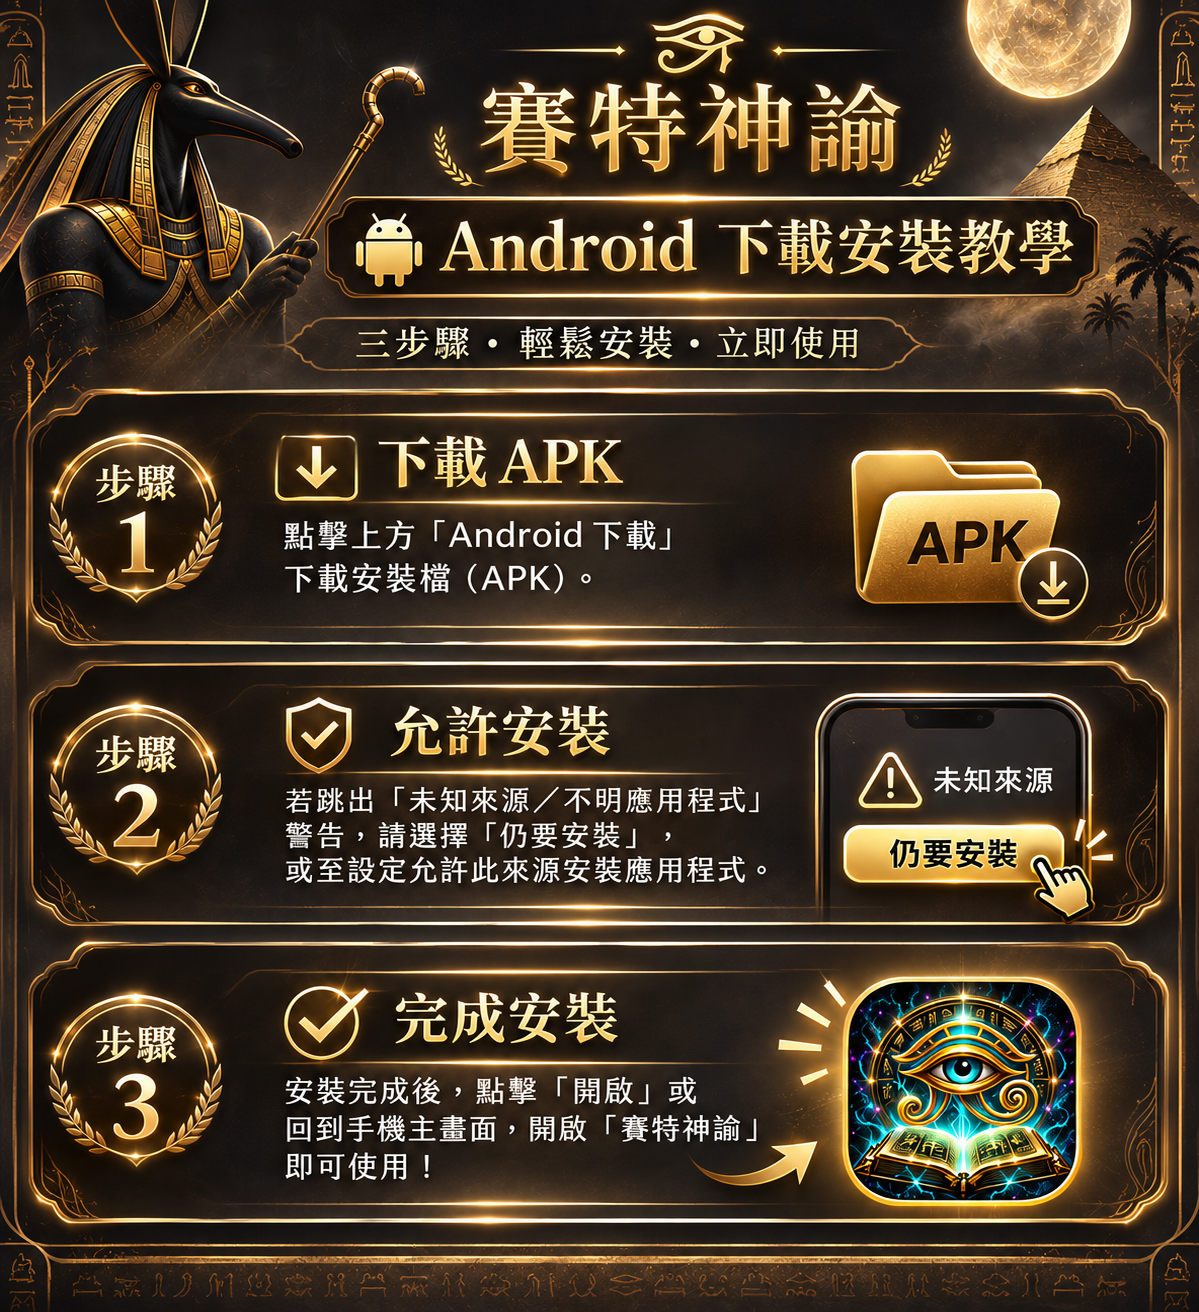 賽特神諭
Android 下載安裝教學
三步驟・輕鬆安裝・立即使用
步驟
1
下載 APK
點擊上方「Android 下載」
下載安裝檔（APK）。
APK
步驟
2
允許安裝
若跳出「未知來源／不明應用程式」
警告，請選擇「仍要安裝」，
或至設定允許此來源安裝應用程式。
未知來源
仍要安裝
步驟
3
完成安裝
安裝完成後，點擊「開啟」或
回到手機主畫面，開啟「賽特神諭」
即可使用！